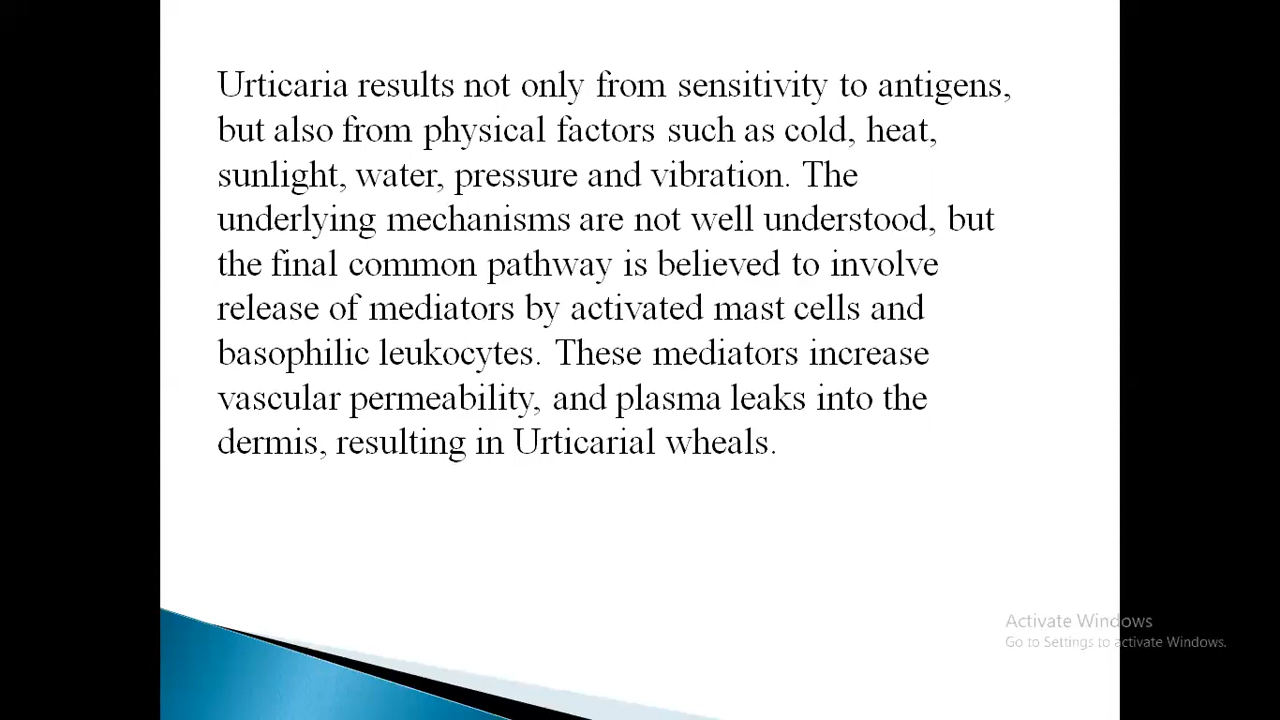 Urticaria results not only from sensitivity to antigens,
but also from physical factors such as cold, heat,
sunlight, water, pressure and vibration. The
underlying mechanisms are not well understood, but
the final common pathway is believed to involve
release of mediators by activated mast cells and
basophilic leukocytes. These mediators increase
vascular permeability, and plasma leaks into the
dermis, resulting in Urticarial wheals.
Activate Windows
Go to Settings to activate Windows.